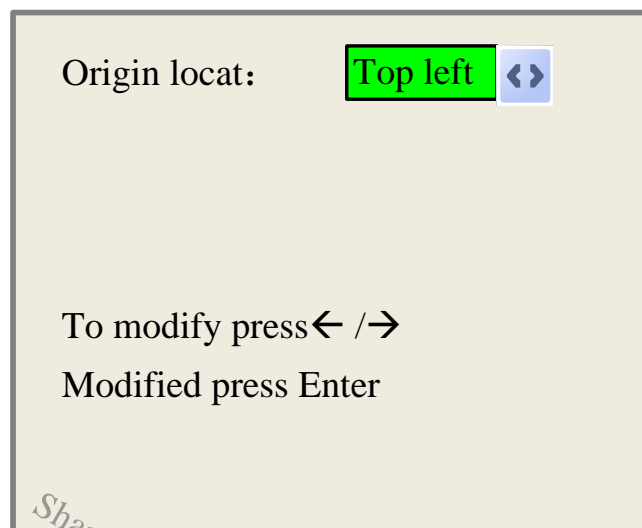 Origin locat： Top left
To modify press← /→
Modified press Enter